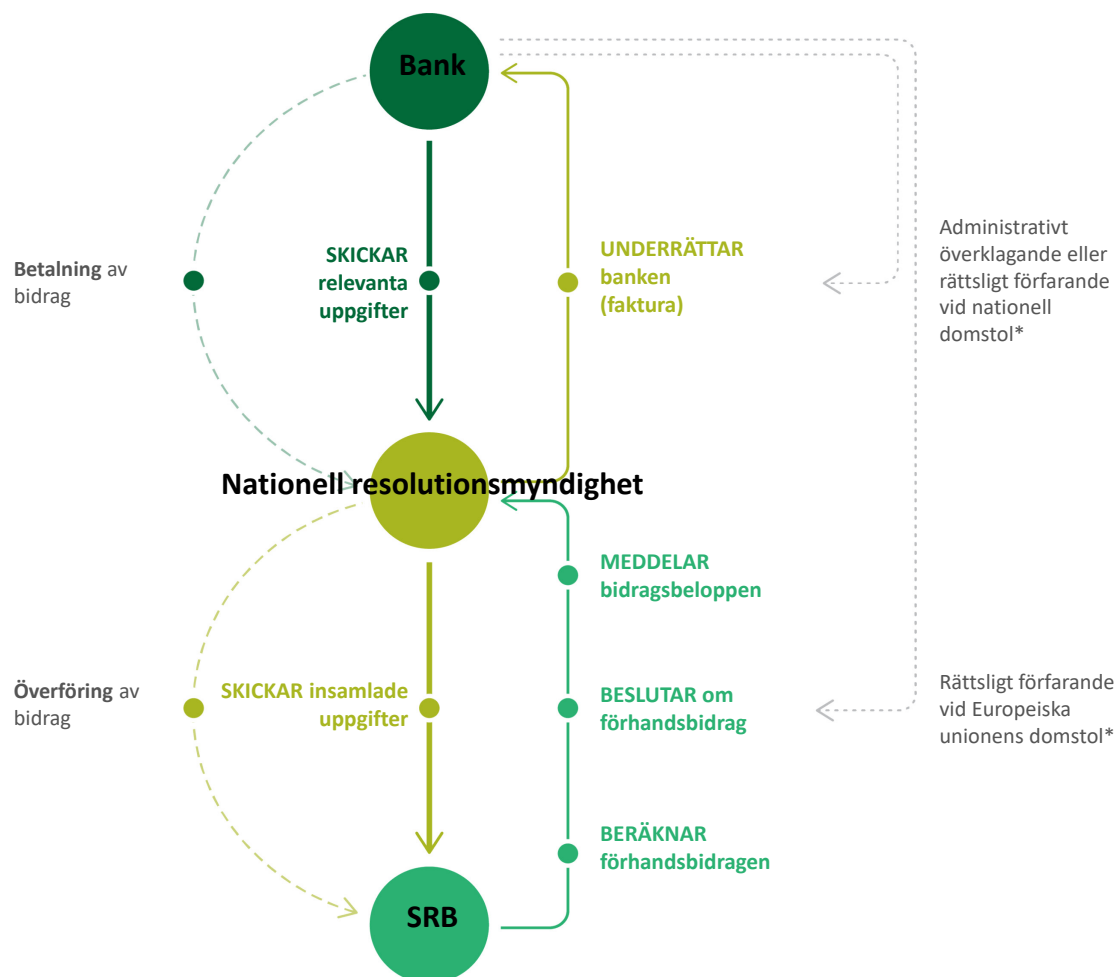 Bank
Betalning av
bidrag
SKICKAR
relevanta
uppgifter
UNDERRÄTTAR
banken
(faktura)
Administrativt
överklagande eller
rättsligt förfarande
vid nationell
domstol*
Nationell resolutionsmyndighet
MEDDELAR
bidragsbeloppen
Överföring av
bidrag
SKICKAR insamlade
uppgifter
BESLUTAR om
förhandsbidrag
Rättsligt förfarande
vid Europeiska
unionens domstol*
BERÄKNAR
förhandsbidragen
SRB